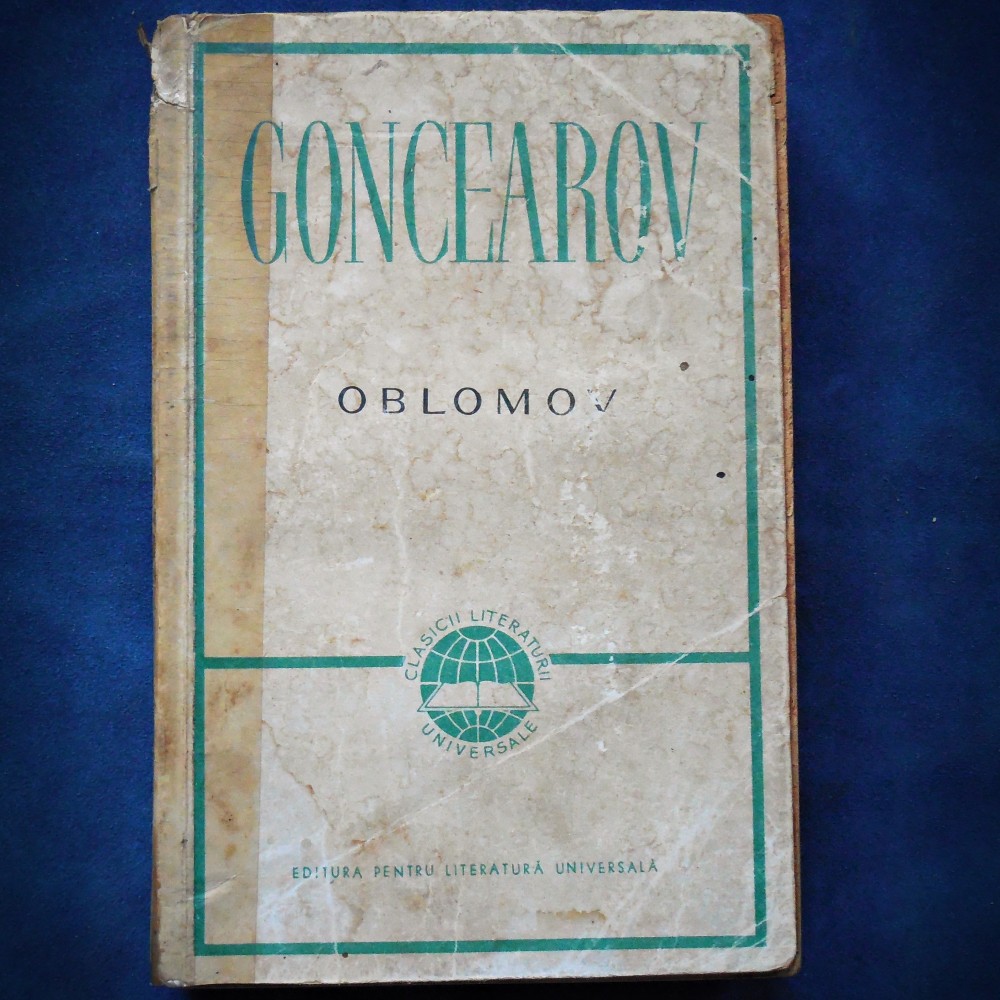 GONCEAROV
OBLOMOV
CLASICII LITERATURII
UNIVERSALE
EDITURA PENTRU LITERATURĂ UNIVERSALĂ